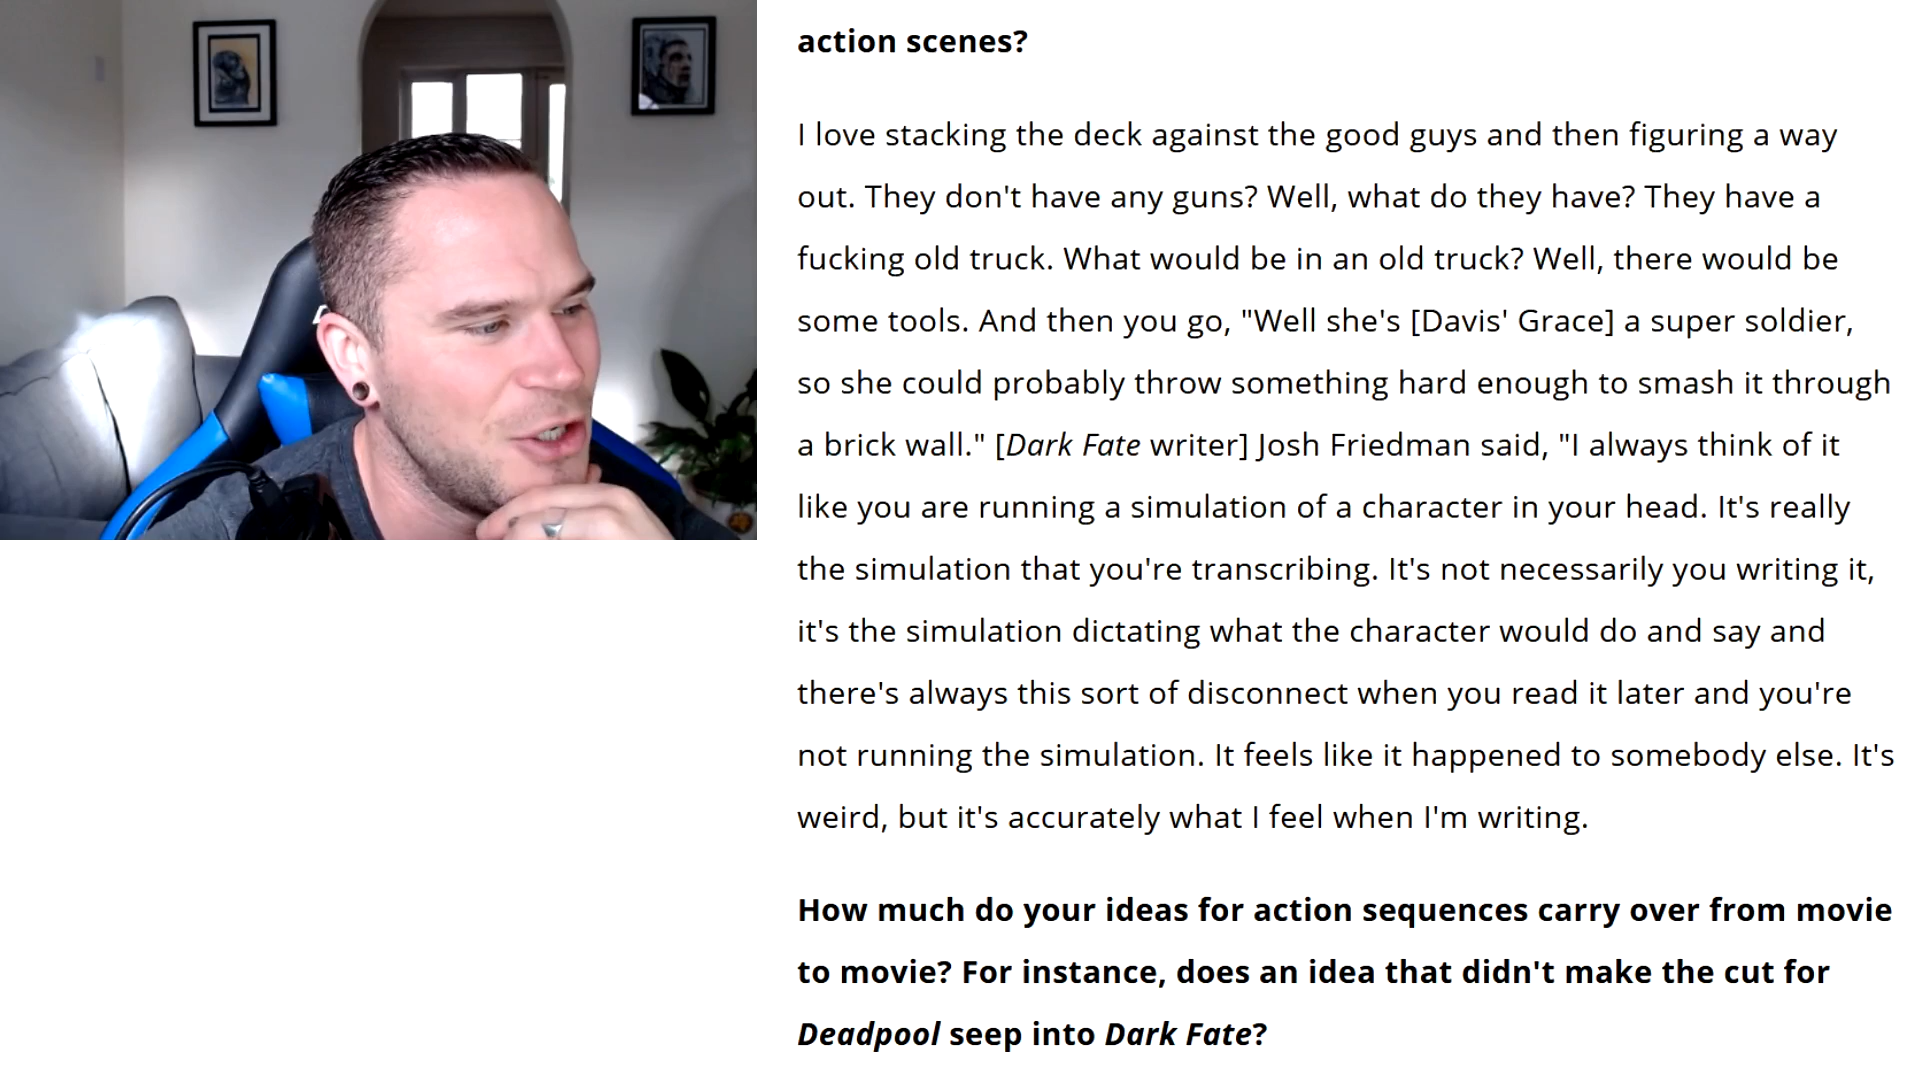 action scenes?
I love stacking the deck against the good guys and then figuring a way
out. They don't have any guns? Well, what do they have? They have a
fucking old truck. What would be in an old truck? Well, there would be
some tools. And then you go, "Well she's [Davis' Grace] a super soldier,
so she could probably throw something hard enough to smash it through
a brick wall." [Dark Fate writer] Josh Friedman said, "I always think of it
like you are running a simulation of a character in your head. It's really
the simulation that you're transcribing. It's not necessarily you writing it,
it's the simulation dictating what the character would do and say and
there's always this sort of disconnect when you read it later and you're
not running the simulation. It feels like it happened to somebody else. It's
weird, but it's accurately what I feel when I'm writing.
How much do your ideas for action sequences carry over from movie
to movie? For instance, does an idea that didn't make the cut for
Deadpool seep into Dark Fate?